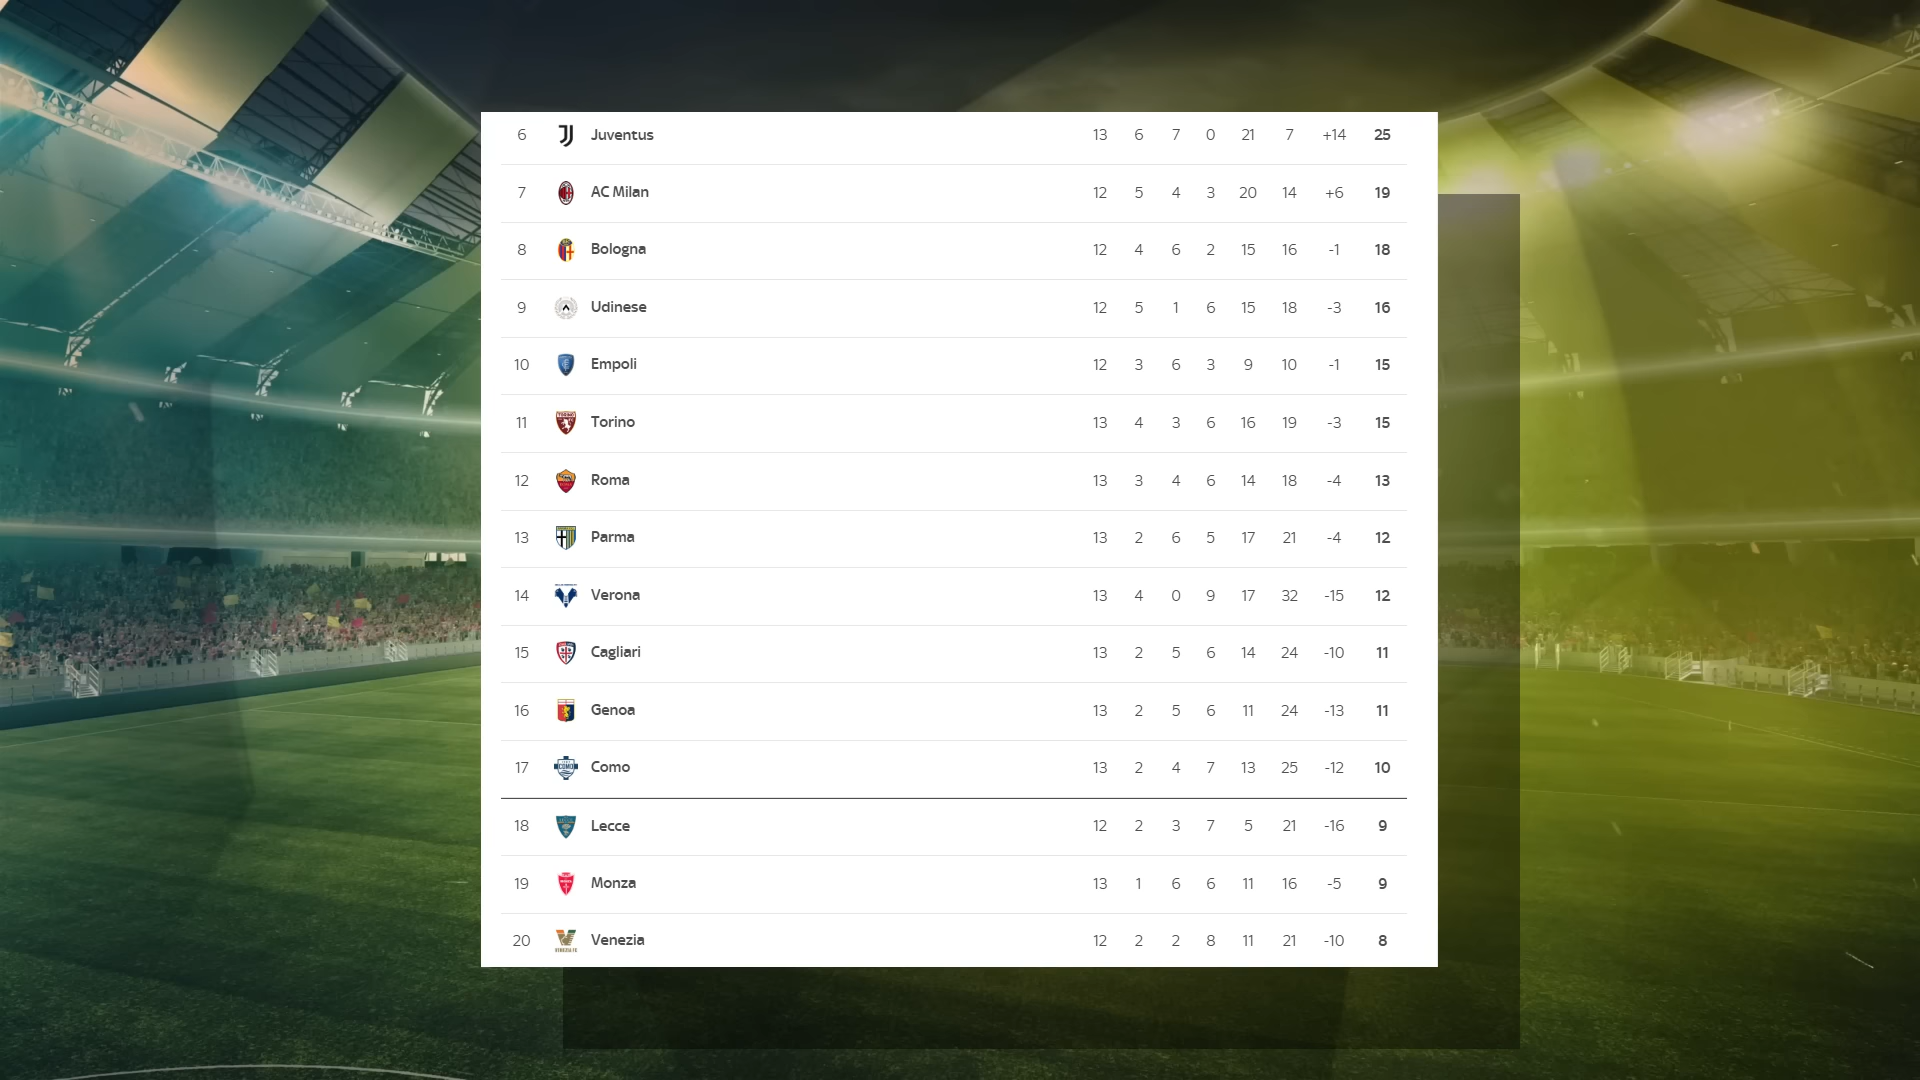 6 Juventus 13 6 7 0 21 7 +14 25
7 AC Milan 12 5 4 3 20 14 +6 19
8 Bologna 12 4 6 2 15 16 -1 18
9 Udinese 12 5 1 6 15 18 -3 16
10 Empoli 12 3 6 3 9 10 -1 15
11 Torino 13 4 3 6 16 19 -3 15
12 Roma 13 3 4 6 14 18 -4 13
13 Parma 13 2 6 5 17 21 -4 12
14 Verona 13 4 0 9 17 32 -15 12
15 Cagliari 13 2 5 6 14 24 -10 11
16 Genoa 13 2 5 6 11 24 -13 11
17 Como 13 2 4 7 13 25 -12 10
18 Lecce 12 2 3 7 5 21 -16 9
19 Monza 13 1 6 6 11 16 -5 9
20 Venezia 12 2 2 8 11 21 -10 8